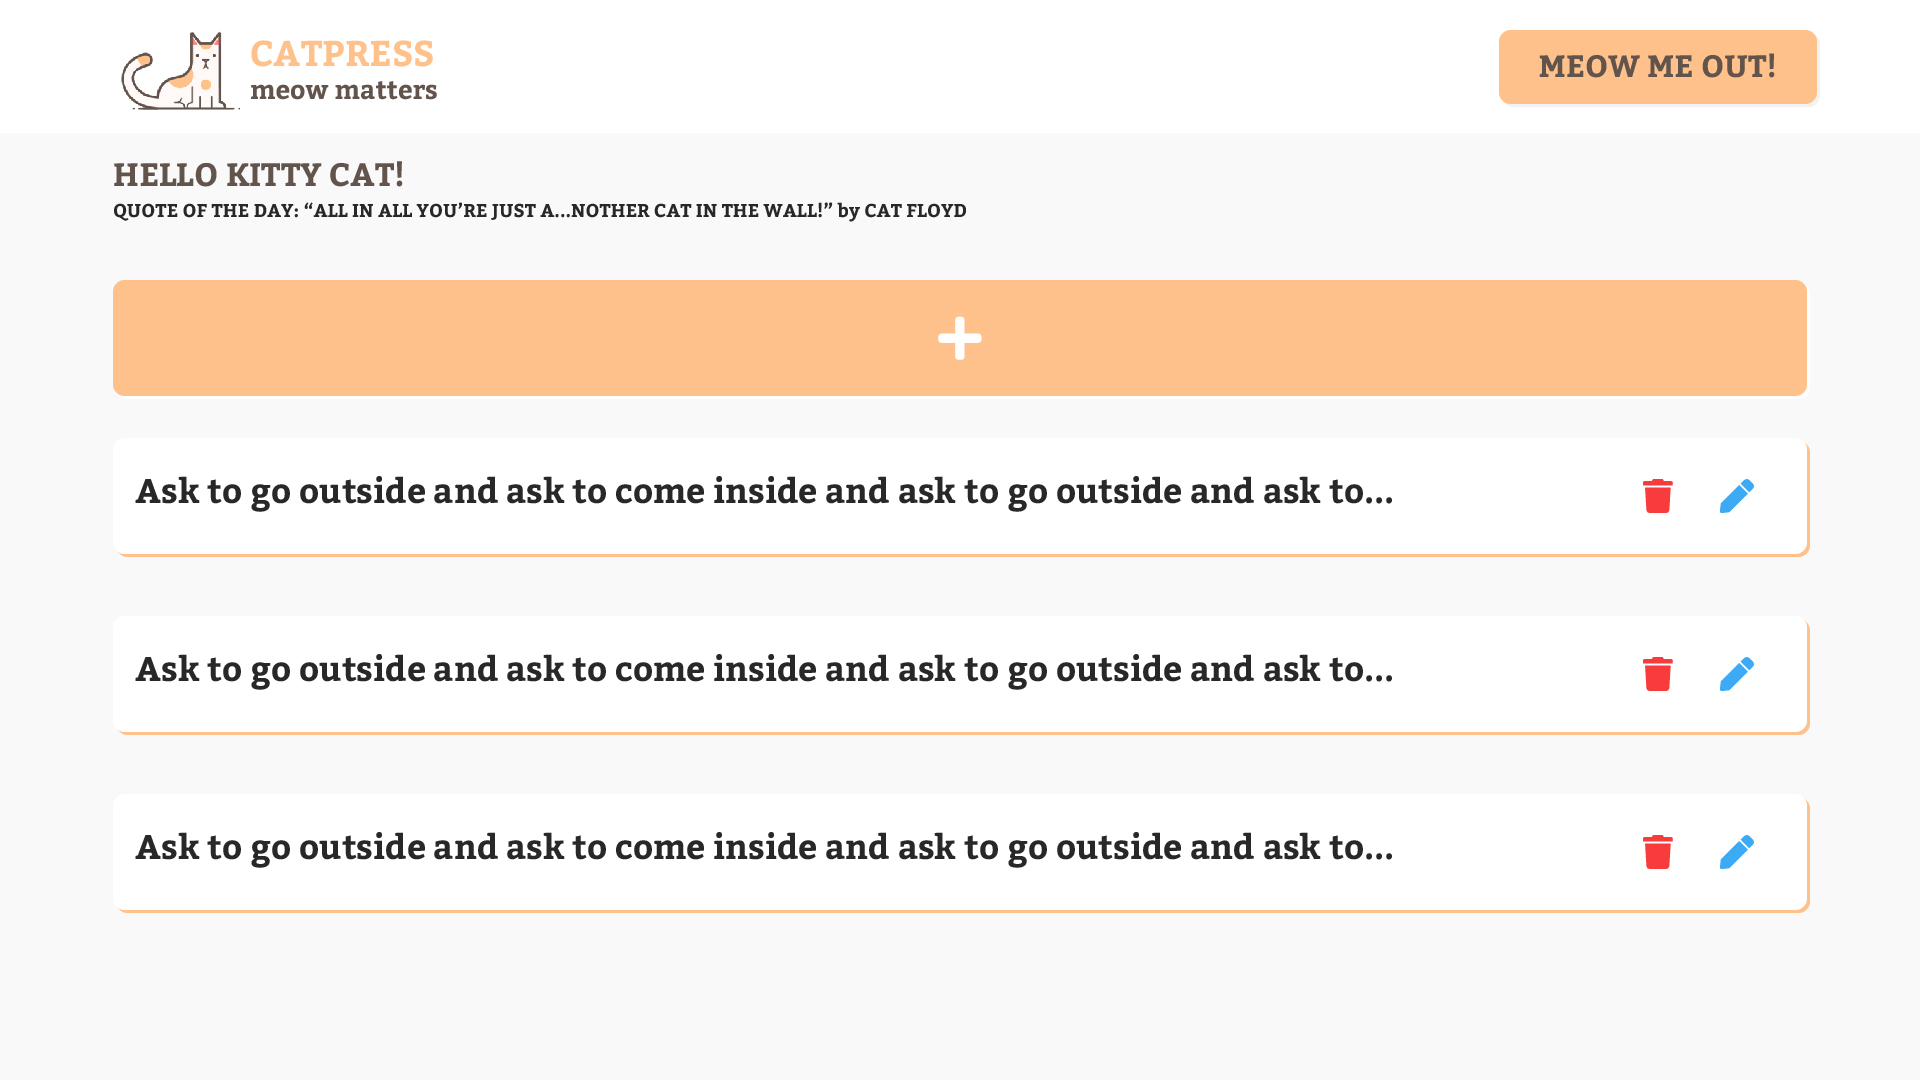 CATPRESS
meow matters
MEOW ME OUT!
HELLO KITTY CAT!
QUOTE OF THE DAY: “ALL IN ALL YOU’RE JUST A...NOTHER CAT IN THE WALL!” by CAT FLOYD
Ask to go outside and ask to come inside and ask to go outside and ask to...
Ask to go outside and ask to come inside and ask to go outside and ask to...
Ask to go outside and ask to come inside and ask to go outside and ask to...